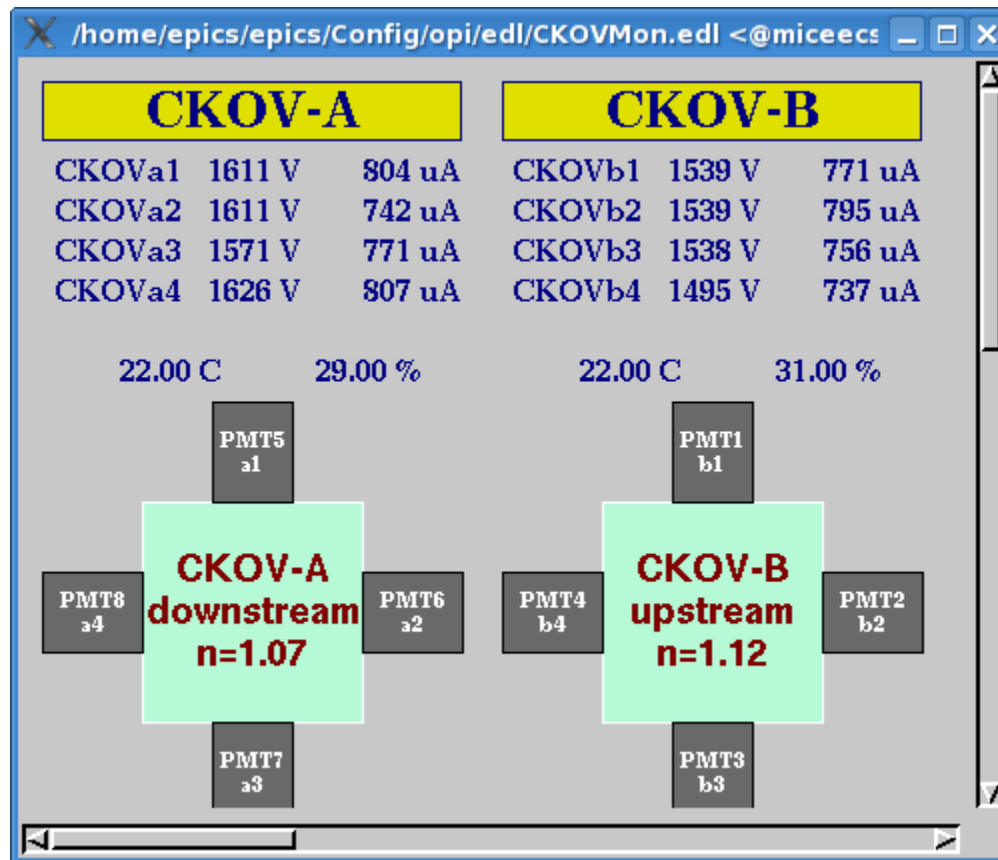 /home/epics/epics/Config/opi/edl/CKOVMon.edl <@miceecs
CKOV-A
CKOVa1 1611 V 804 uA
CKOVa2 1611 V 742 uA
CKOVa3 1571 V 771 uA
CKOVa4 1626 V 807 uA
22.00 C 29.00 %
PMT5
a1
PMT8
a4
CKOV-A
downstream
n=1.07
PMT6
a2
PMT7
a3
CKOV-B
CKOVb1 1539 V 771 uA
CKOVb2 1539 V 795 uA
CKOVb3 1538 V 756 uA
CKOVb4 1495 V 737 uA
22.00 C 31.00 %
PMT1
b1
PMT4
b4
CKOV-B
upstream
n=1.12
PMT2
b2
PMT3
b3